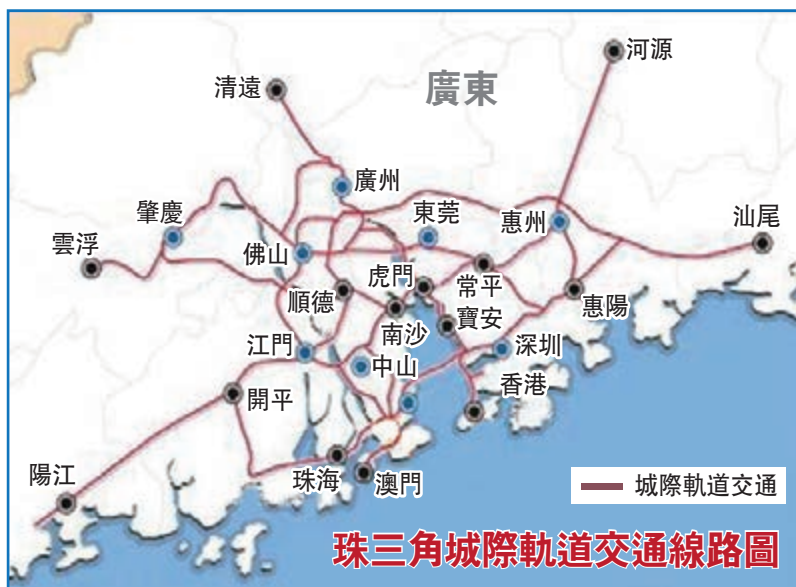 河源
清遠
廣東
廣州
肇慶
東莞
惠州
汕尾
雲浮
佛山
虎門
常平
順德
惠陽
南沙
寶安
江門
中山
深圳
開平
香港
陽江
珠海
澳門
城際軌道交通
珠三角城際軌道交通線路圖